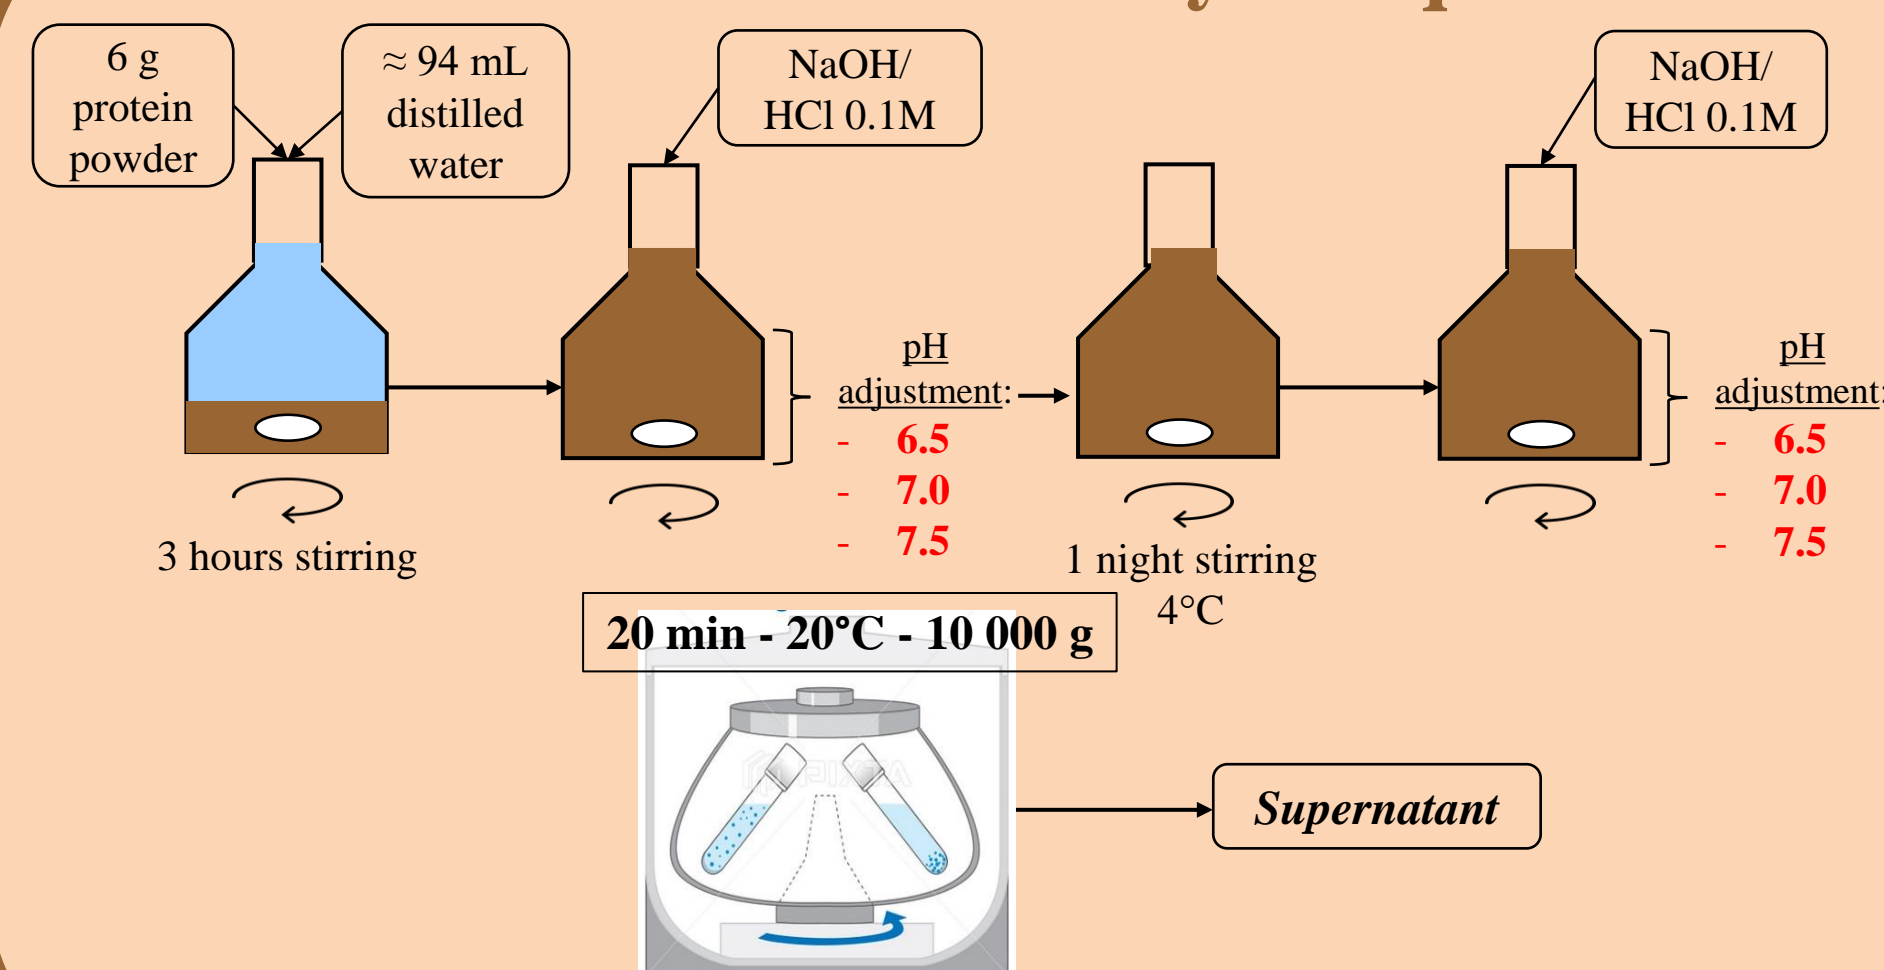 6 g
protein
powder
≈ 94 mL
distilled
water
NaOH/
HCl 0.1M
NaOH/
HCl 0.1M
pH
adjustment:
- 6.5
- 7.0
- 7.5
pH
adjustment:
- 6.5
- 7.0
- 7.5
3 hours stirring
1 night stirring
4°C
20 min - 20°C - 10 000 g
Supernatant